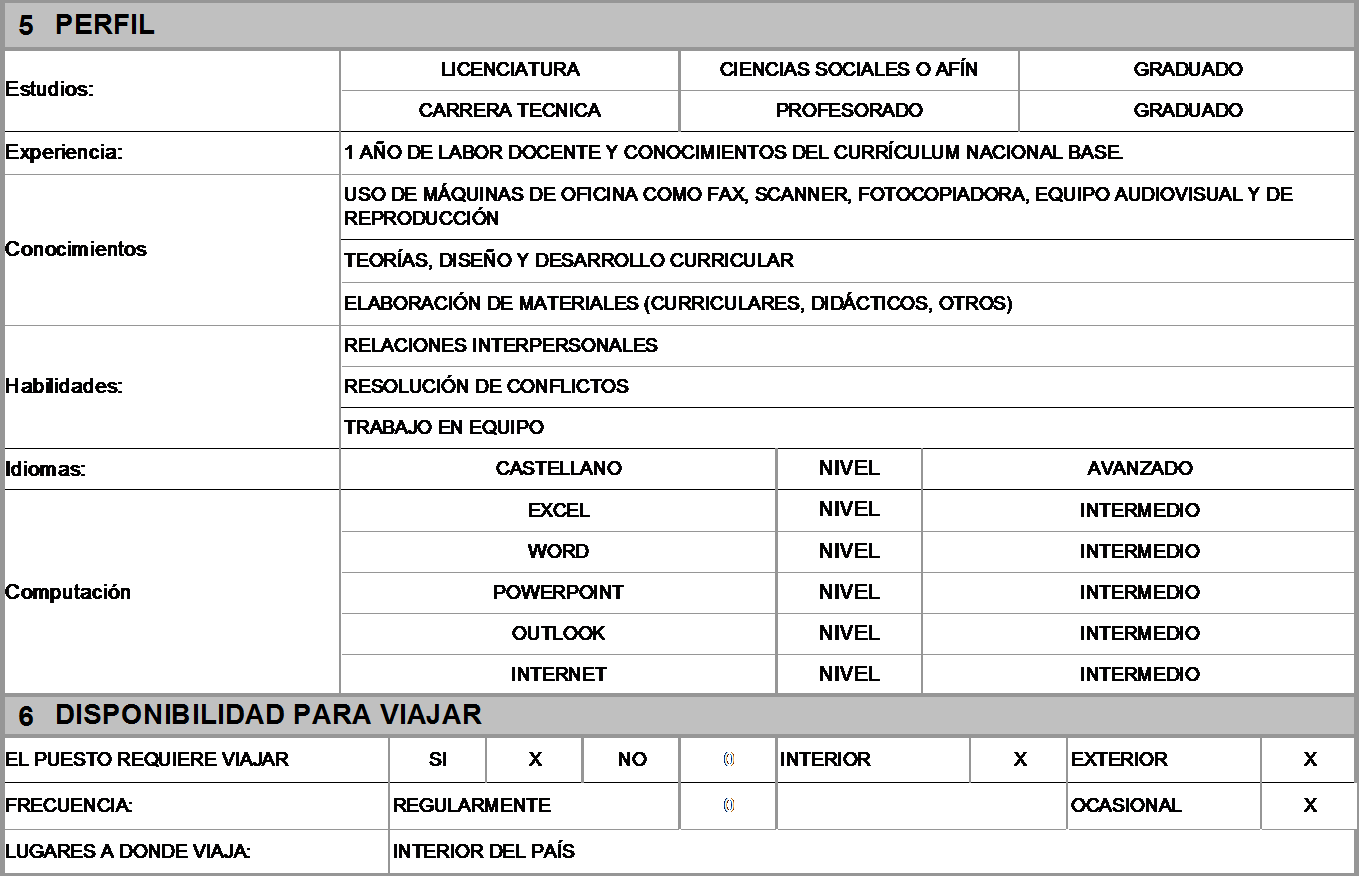 5 PERFIL
Estudios: LICENCIATURA CIENCIAS SOCIALES O AFÍN GRADUADO
CARRERA TECNICA PROFESORADO GRADUADO
Experiencia: 1 AÑO DE LABOR DOCENTE Y CONOCIMIENTOS DEL CURRÍCULUM NACIONAL BASE.
Conocimientos USO DE MÁQUINAS DE OFICINA COMO FAX, SCANNER, FOTOCOPIADORA, EQUIPO AUDIOVISUAL Y DE
REPRODUCCIÓN
TEORÍAS, DISEÑO Y DESARROLLO CURRICULAR
ELABORACIÓN DE MATERIALES (CURRICULARES, DIDÁCTICOS, OTROS)
Habilidades: RELACIONES INTERPERSONALES
RESOLUCIÓN DE CONFLICTOS
TRABAJO EN EQUIPO
Idiomas: CASTELLANO NIVEL AVANZADO
Computación EXCEL NIVEL INTERMEDIO
WORD NIVEL INTERMEDIO
POWERPOINT NIVEL INTERMEDIO
OUTLOOK NIVEL INTERMEDIO
INTERNET NIVEL INTERMEDIO
6 DISPONIBILIDAD PARA VIAJAR
EL PUESTO REQUIERE VIAJAR SI X NO 0 INTERIOR X EXTERIOR X
FRECUENCIA: REGULARMENTE 0 OCASIONAL X
LUGARES A DONDE VIAJA: INTERIOR DEL PAÍS